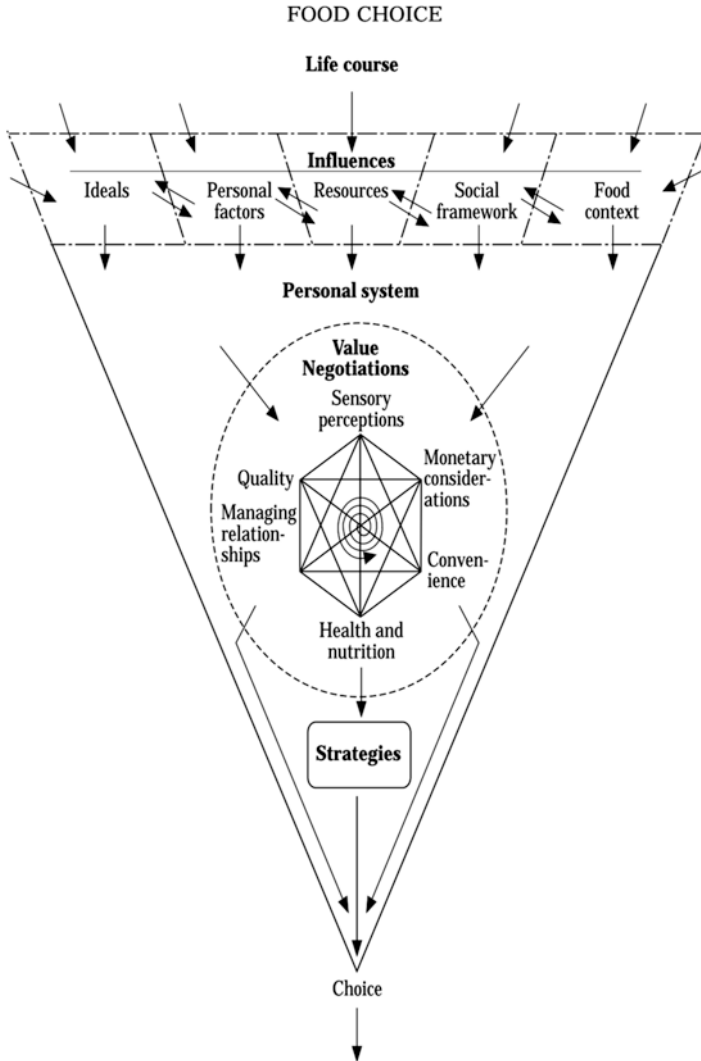 FOOD CHOICE
Life course
Influences
Ideals
Personal
factors
Resources
Social
framework
Food
context
Personal system
Value
Negotiations
Sensory
perceptions
Quality
Monetary
consider-
ations
Managing
relation-
ships
Conven-
ience
Health and
nutrition
Strategies
Choice